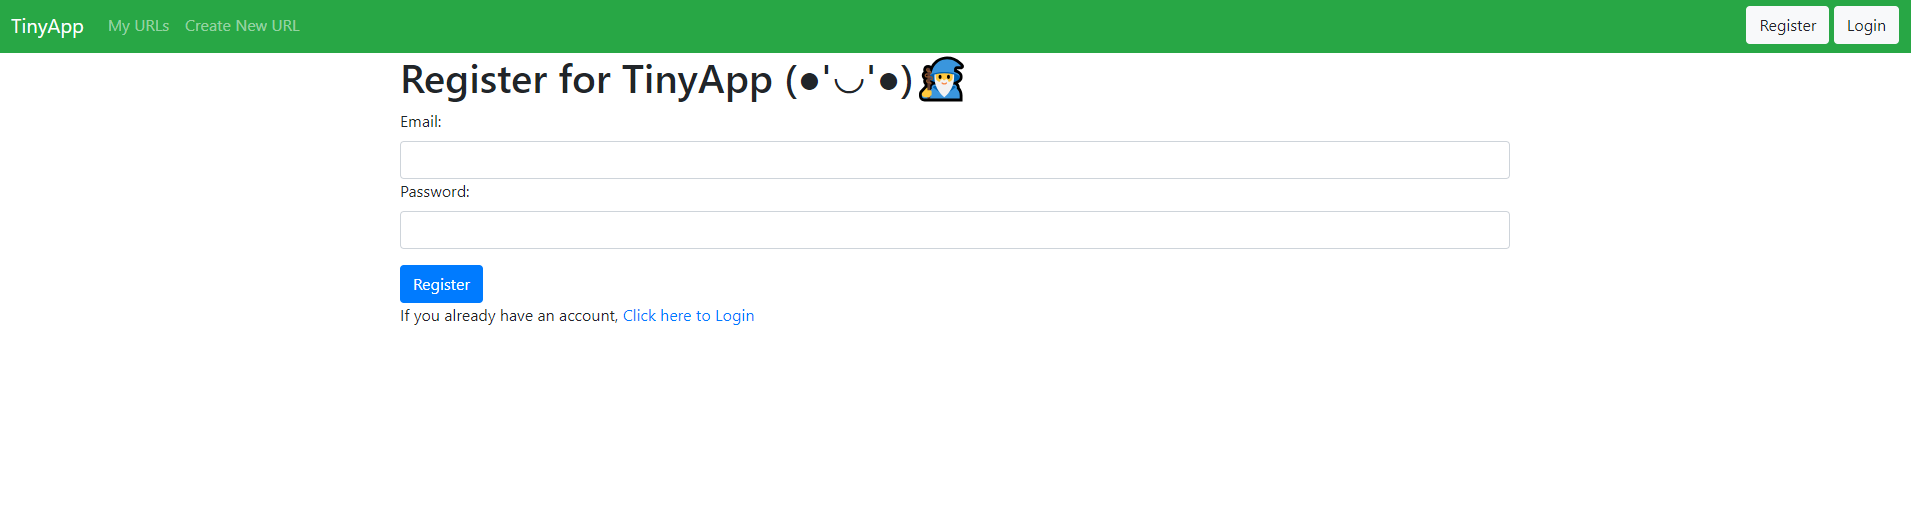 TinyApp My URLs Create New URL Register Login
Register for TinyApp (●'◡'●)🧙‍♂️
Email:
Password:
Register
If you already have an account, Click here to Login